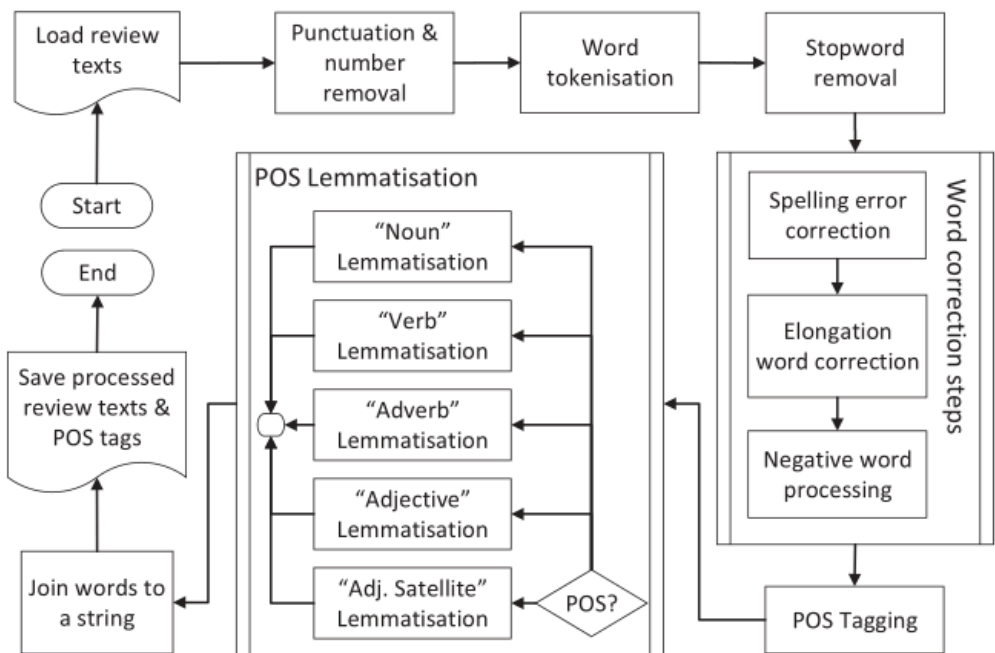 Load review
texts
Punctuation &
number
removal
Word
tokenisation
Stopword
removal
Start
End
Save processed
review texts &
POS tags
Join words to
a string
POS Lemmatisation
“Noun”
Lemmatisation
“Verb”
Lemmatisation
“Adverb”
Lemmatisation
“Adjective”
Lemmatisation
“Adj. Satellite”
Lemmatisation
POS?
Spelling error
correction
Elongation
word correction
Negative word
processing
Word correction steps
POS Tagging